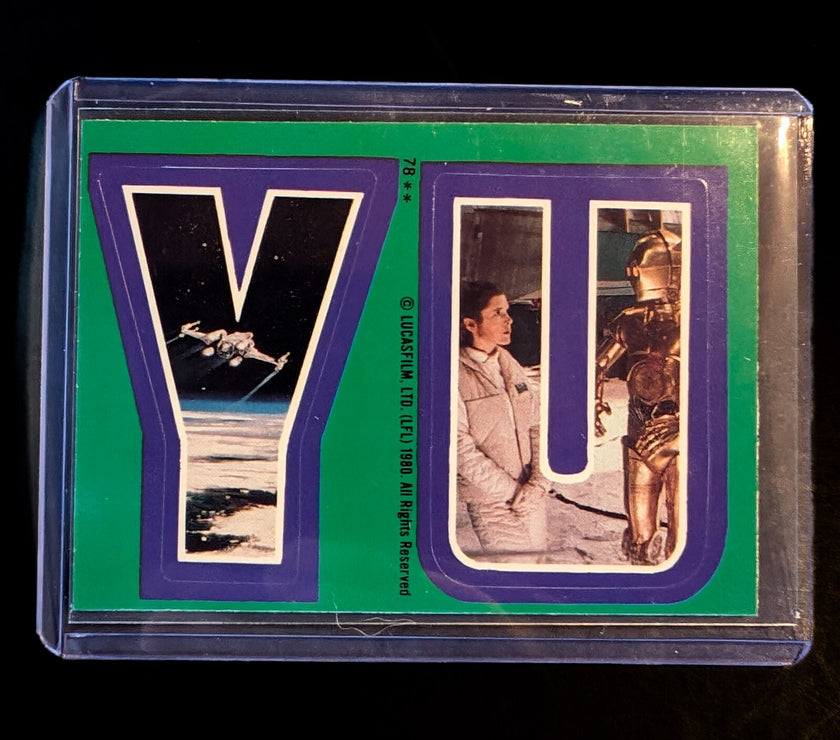 Y U
78 **
© LUCASFILM, LTD. (LFL) 1980. All Rights Reserved